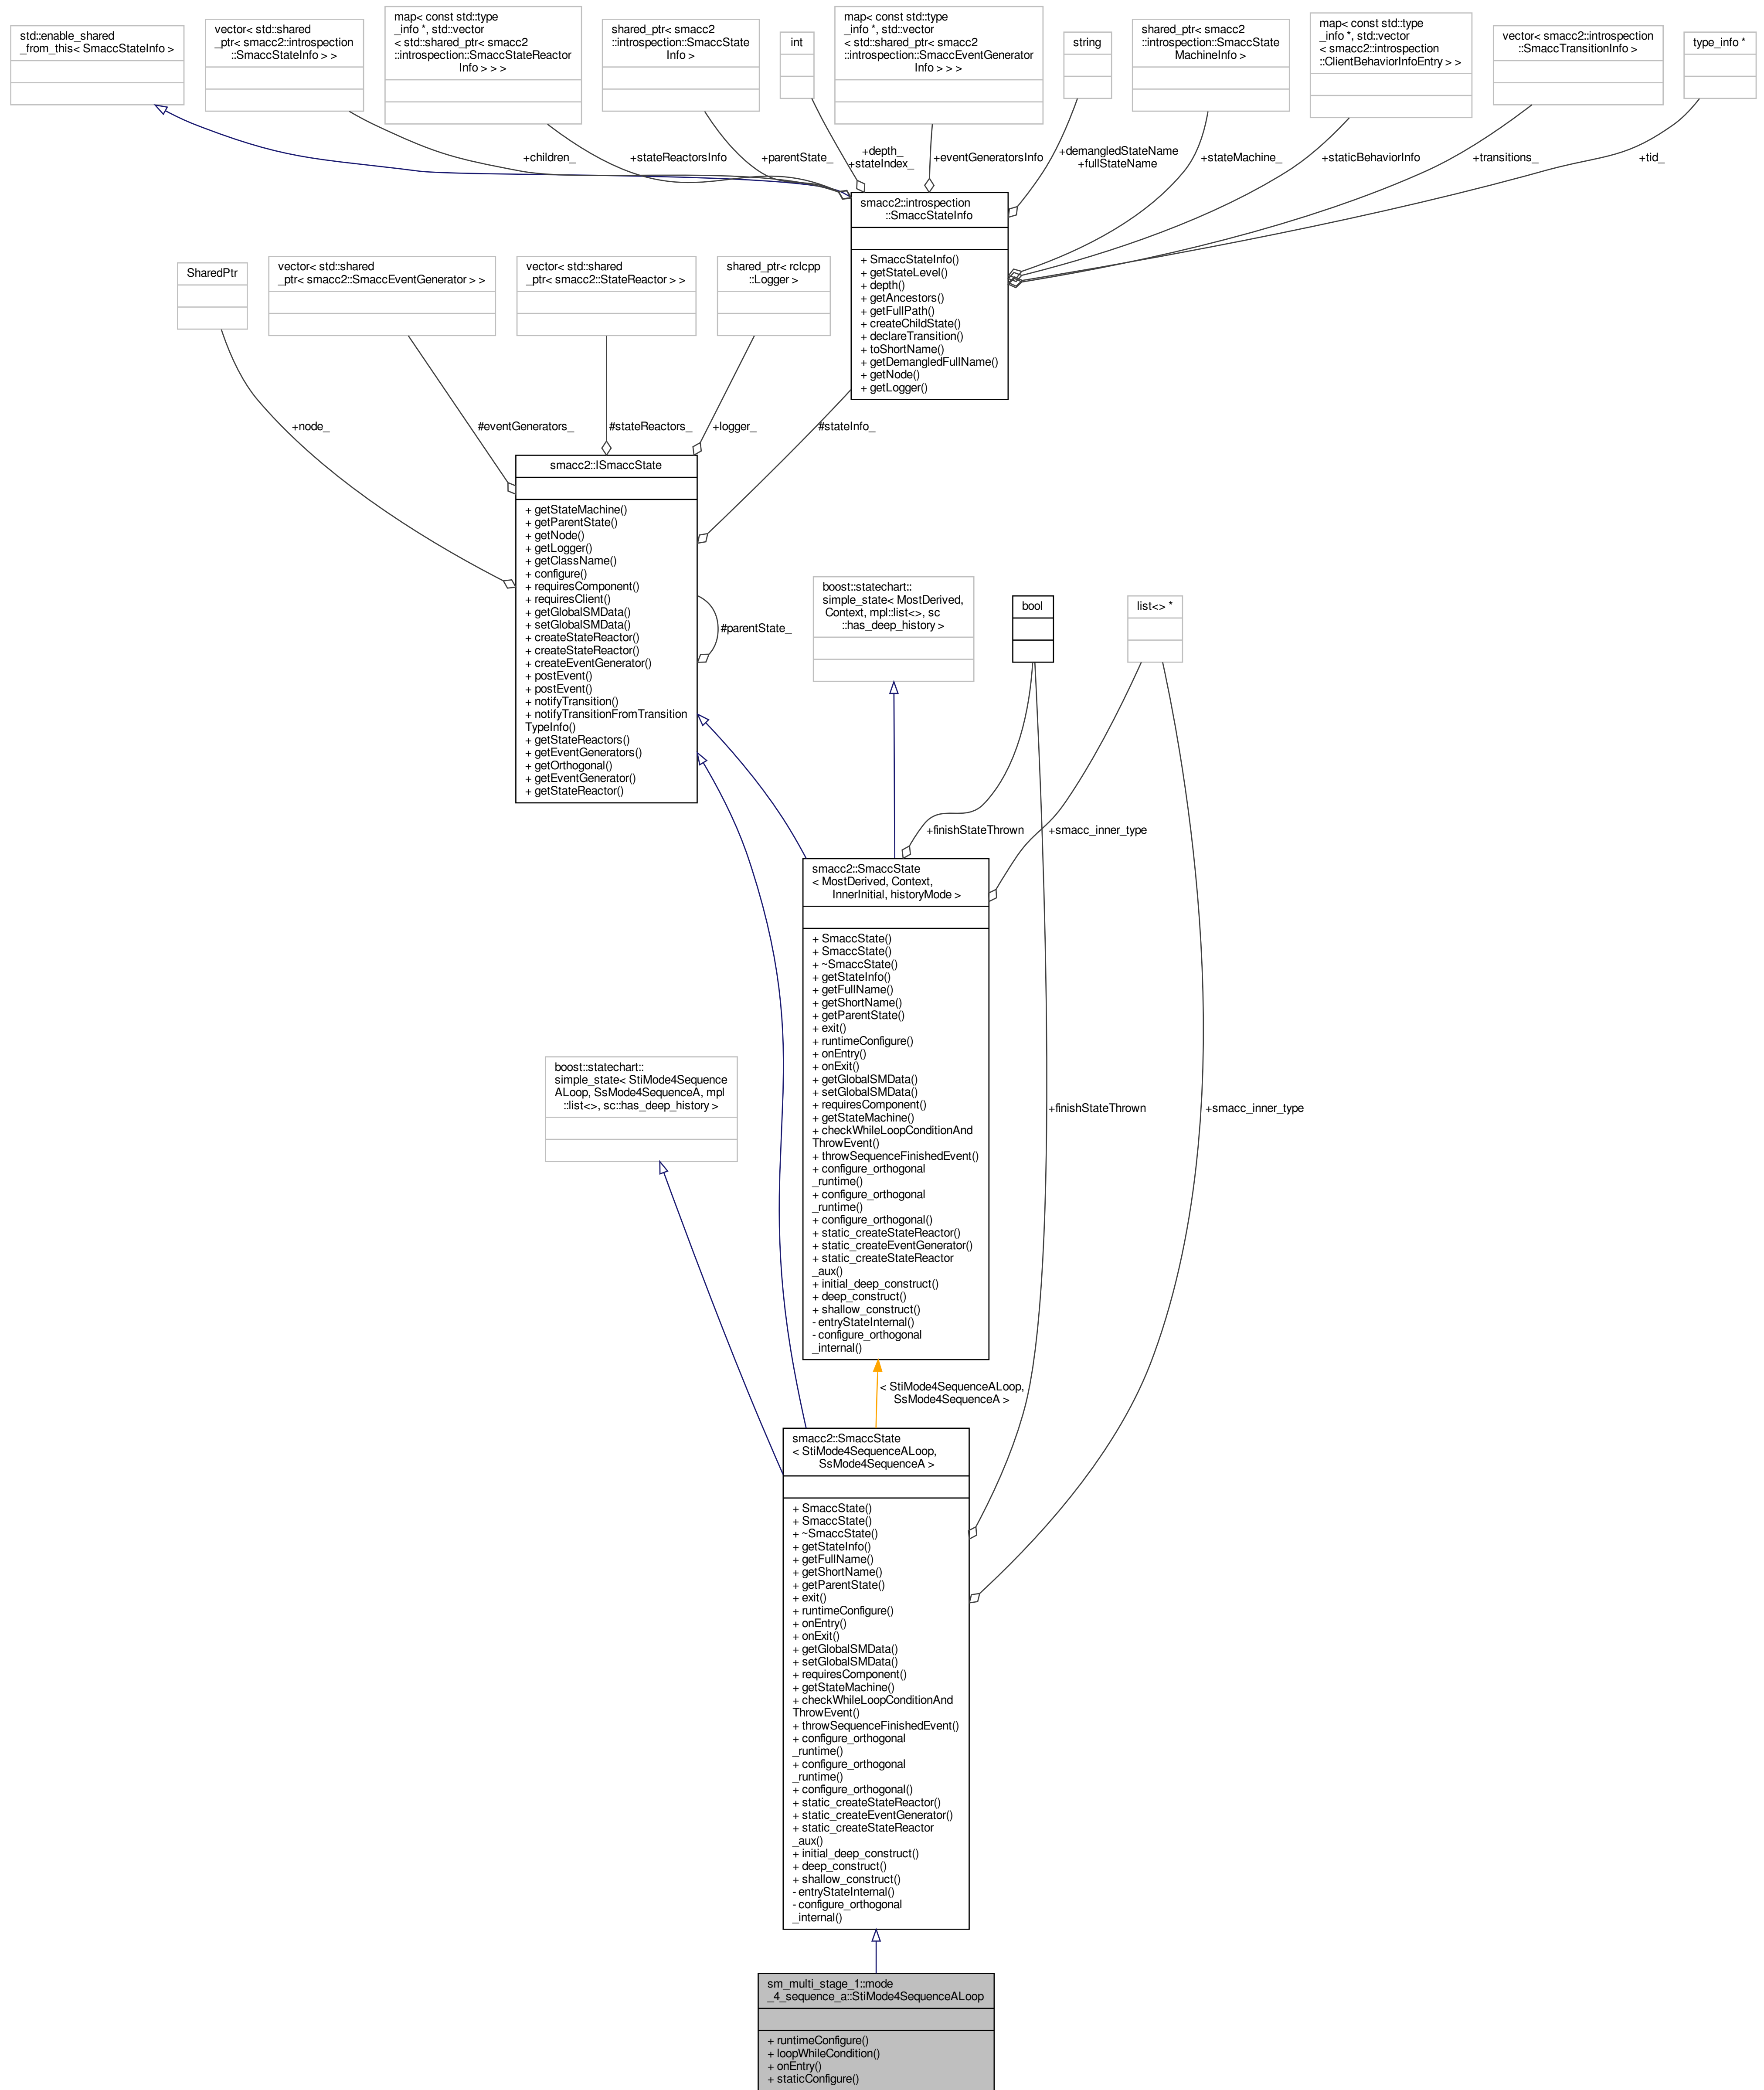 std::enable_shared
_from_this< SmaccStateInfo >
vector< std::shared
_ptr< smacc2::introspection
::SmaccStateInfo > >
map< const std::type
_info *, std::vector
< std::shared_ptr< smacc2
::introspection::SmaccStateReactor
Info > > >
shared_ptr< smacc2
::introspection::SmaccState
Info >
int
map< const std::type
_info *, std::vector
< std::shared_ptr< smacc2
::introspection::SmaccEventGenerator
Info > > >
string
shared_ptr< smacc2
::introspection::SmaccState
MachineInfo >
map< const std::type
_info *, std::vector
< smacc2::introspection
::ClientBehaviorInfoEntry > >
vector< smacc2::introspection
::SmaccTransitionInfo >
type_info *
+children_
+stateReactorsInfo
+parentState_
+depth_
+stateIndex_
+eventGeneratorsInfo
+demangledStateName
+fullStateName
+stateMachine_
+staticBehaviorInfo
+transitions_
+tid_
smacc2::introspection
::SmaccStateInfo
+ SmaccStateInfo()
+ getStateLevel()
+ depth()
+ getAncestors()
+ getFullPath()
+ createChildState()
+ declareTransition()
+ toShortName()
+ getDemangledFullName()
+ getNode()
+ getLogger()
SharedPtr
vector< std::shared
_ptr< smacc2::SmaccEventGenerator > >
vector< std::shared
_ptr< smacc2::StateReactor > >
shared_ptr< rclcpp
::Logger >
+node_
#eventGenerators_
#stateReactors_
+logger_
#stateInfo_
smacc2::ISmaccState
+ getStateMachine()
+ getParentState()
+ getNode()
+ getLogger()
+ getClassName()
+ configure()
+ requiresComponent()
+ requiresClient()
+ getGlobalSMData()
+ setGlobalSMData()
+ createStateReactor()
+ createStateReactor()
+ createEventGenerator()
+ postEvent()
+ postEvent()
+ notifyTransition()
+ notifyTransitionFromTransition
TypeInfo()
+ getStateReactors()
+ getEventGenerators()
+ getOrthogonal()
+ getEventGenerator()
+ getStateReactor()
#parentState_
boost::statechart::
simple_state< MostDerived,
Context, mpl::list<>, sc
::has_deep_history >
bool
list<> *
+finishStateThrown
+smacc_inner_type
smacc2::SmaccState
< MostDerived, Context,
InnerInitial, historyMode >
+ SmaccState()
+ SmaccState()
+ ~SmaccState()
+ getStateInfo()
+ getFullName()
+ getShortName()
+ getParentState()
+ exit()
+ runtimeConfigure()
+ onEntry()
+ onExit()
+ getGlobalSMData()
+ setGlobalSMData()
+ requiresComponent()
+ getStateMachine()
+ checkWhileLoopConditionAnd
ThrowEvent()
+ throwSequenceFinishedEvent()
+ configure_orthogonal
_runtime()
+ configure_orthogonal
_runtime()
+ configure_orthogonal()
+ static_createStateReactor()
+ static_createEventGenerator()
+ static_createStateReactor
_aux()
+ initial_deep_construct()
+ deep_construct()
+ shallow_construct()
- entryStateInternal()
- configure_orthogonal
_internal()
boost::statechart::
simple_state< StiMode4Sequence
ALoop, SsMode4SequenceA, mpl
::list<>, sc::has_deep_history >
+finishStateThrown
+smacc_inner_type
< StiMode4SequenceALoop,
SsMode4SequenceA >
smacc2::SmaccState
< StiMode4SequenceALoop,
SsMode4SequenceA >
+ SmaccState()
+ SmaccState()
+ ~SmaccState()
+ getStateInfo()
+ getFullName()
+ getShortName()
+ getParentState()
+ exit()
+ runtimeConfigure()
+ onEntry()
+ onExit()
+ getGlobalSMData()
+ setGlobalSMData()
+ requiresComponent()
+ getStateMachine()
+ checkWhileLoopConditionAnd
ThrowEvent()
+ throwSequenceFinishedEvent()
+ configure_orthogonal
_runtime()
+ configure_orthogonal
_runtime()
+ configure_orthogonal()
+ static_createStateReactor()
+ static_createEventGenerator()
+ static_createStateReactor
_aux()
+ initial_deep_construct()
+ deep_construct()
+ shallow_construct()
- entryStateInternal()
- configure_orthogonal
_internal()
sm_multi_stage_1::mode
_4_sequence_a::StiMode4SequenceALoop
+ runtimeConfigure()
+ loopWhileCondition()
+ onEntry()
+ staticConfigure()